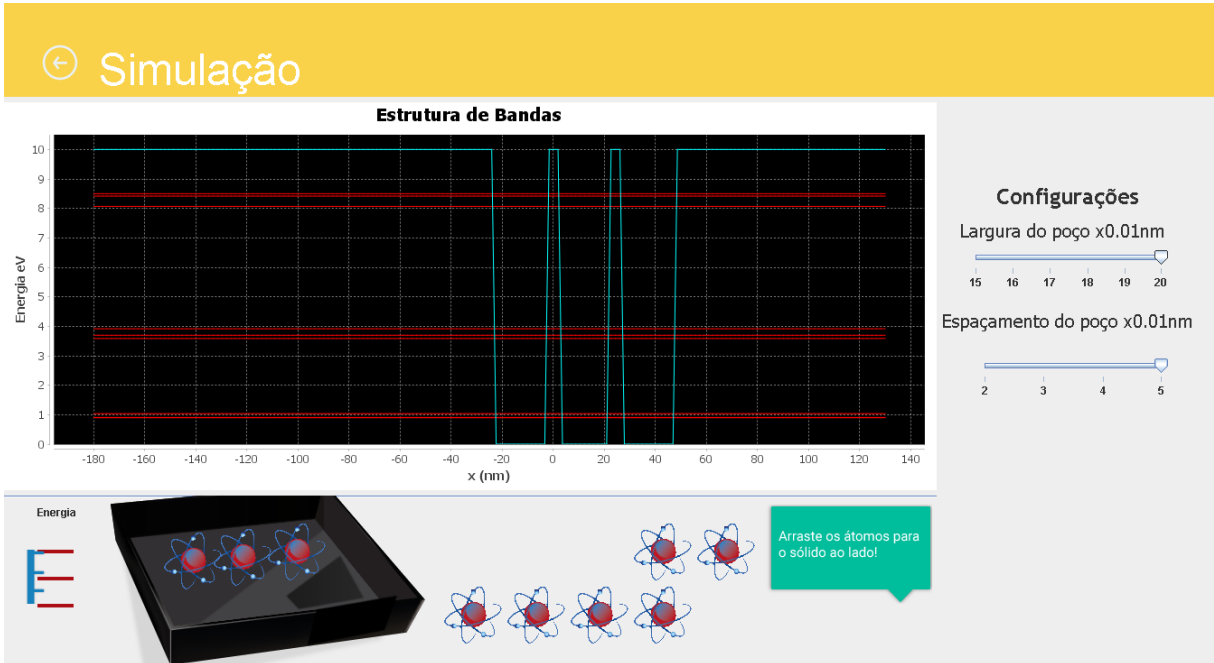 Simulação
Estrutura de Bandas
Energia eV
10
9
8
7
6
5
4
3
2
1
0
-180 -160 -140 -120 -100 -80 -60 -40 -20 0 20 40 60 80 100 120 140
x (nm)
Configurações
Largura do poço x0.01nm
15 16 17 18 19 20
Espaçamento do poço x0.01nm
2 3 4 5
Energia
Arraste os átomos para
o sólido ao lado!